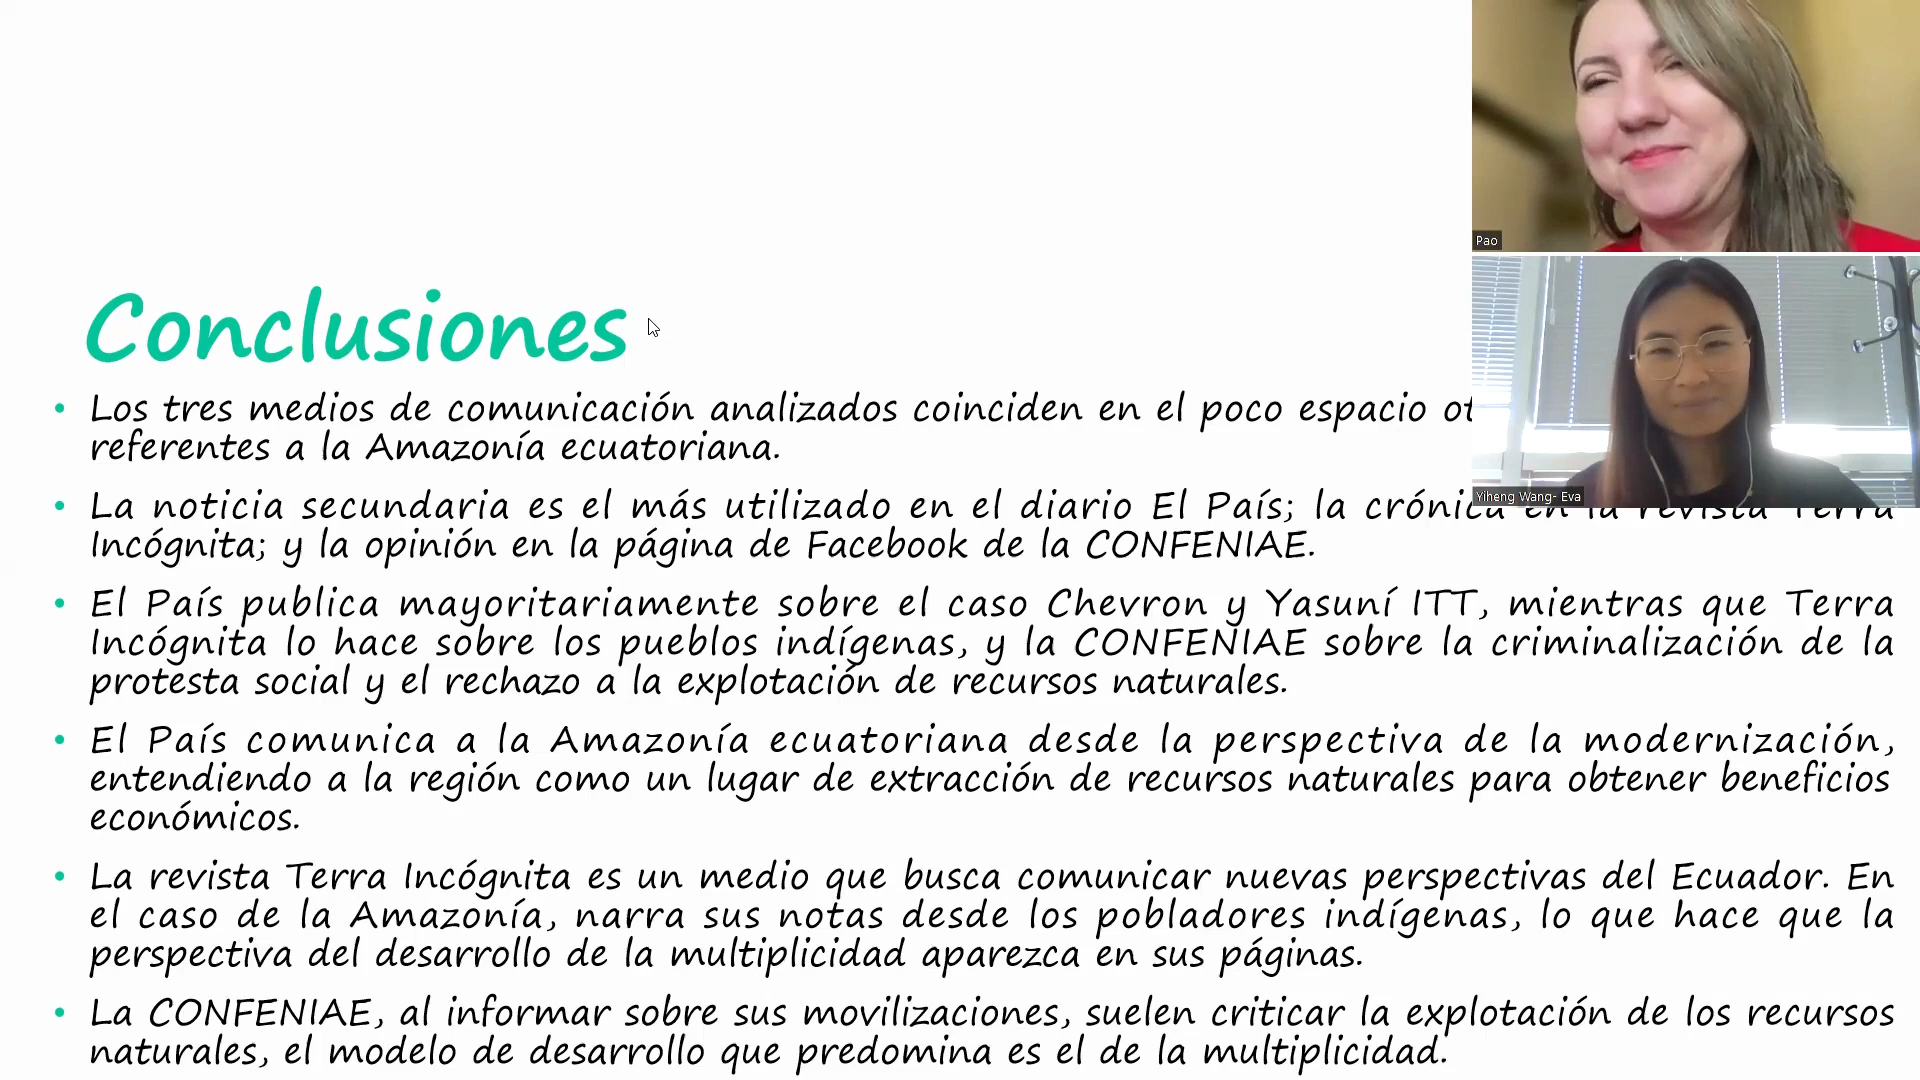 Pao
Conclusiones
Los tres medios de comunicación analizados coinciden en el poco espacio
referentes a la Amazonía ecuatoriana.
Yiheng Wang- Eva
La noticia secundaria es el más utilizado en el diario El País; la crónica en la revista Terra
Incógnita; y la opinión en la página de Facebook de la CONFENIAE.
El País publica mayoritariamente sobre el caso Chevron y Yasuní ITT, mientras que Terra
Incógnita lo hace sobre los pueblos indígenas, y la CONFENIAE sobre la criminalización de la
protesta social y el rechazo a la explotación de recursos naturales.
El País comunica a la Amazonía ecuatoriana desde la perspectiva de la modernización,
entendiendo a la región como un lugar de extracción de recursos naturales para obtener beneficios
económicos.
La revista Terra Incógnita es un medio que busca comunicar nuevas perspectivas del Ecuador. En
el caso de la Amazonía, narra sus notas desde los pobladores indígenas, lo que hace que la
perspectiva del desarrollo de la multiplicidad aparezca en sus páginas.
La CONFENIAE, al informar sobre sus movilizaciones, suelen criticar la explotación de los recursos
naturales, el modelo de desarrollo que predomina es el de la multiplicidad.